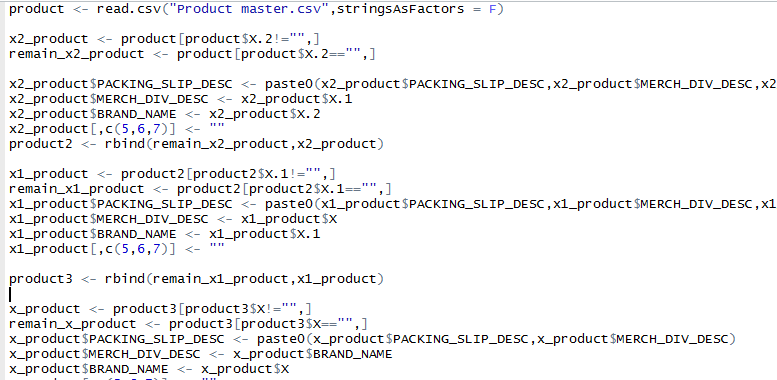 product <- read.csv("Product master.csv",stringsAsFactors = F)
x2_product <- product[product$X.2!="",]
remain_x2_product <- product[product$X.2=="",]
x2_product$PACKING_SLIP_DESC <- paste0(x2_product$PACKING_SLIP_DESC,x2_product$MERCH_DIV_DESC,x2
x2_product$MERCH_DIV_DESC <- x2_product$X.1
x2_product$BRAND_NAME <- x2_product$X.2
x2_product[,c(5,6,7)] <- ""
product2 <- rbind(remain_x2_product,x2_product)
x1_product <- product2[product2$X.1!="",]
remain_x1_product <- product2[product2$X.1=="",]
x1_product$PACKING_SLIP_DESC <- paste0(x1_product$PACKING_SLIP_DESC,x1_product$MERCH_DIV_DESC,x1
x1_product$MERCH_DIV_DESC <- x1_product$X
x1_product$BRAND_NAME <- x1_product$X.1
x1_product[,c(5,6,7)] <- ""
product3 <- rbind(remain_x1_product,x1_product)
x_product <- product3[product3$X!="",]
remain_x_product <- product3[product3$X=="",]
x_product$PACKING_SLIP_DESC <- paste0(x_product$PACKING_SLIP_DESC,x_product$MERCH_DIV_DESC)
x_product$MERCH_DIV_DESC <- x_product$BRAND_NAME
x_product$BRAND_NAME <- x_product$X